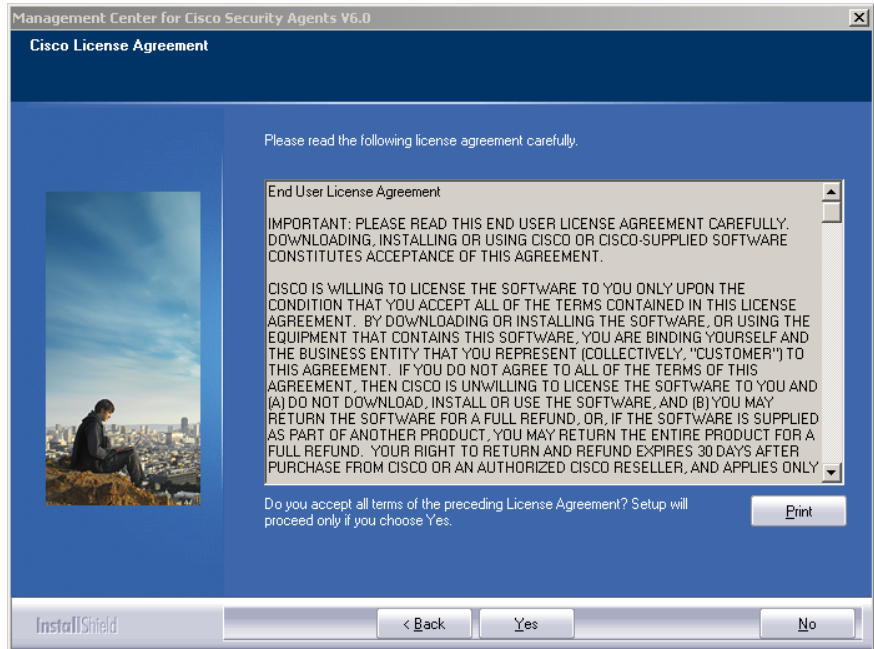 Management Center for Cisco Security Agents V6.0
Cisco License Agreement
Please read the following license agreement carefully.
End User License Agreement
IMPORTANT: PLEASE READ THIS END USER LICENSE AGREEMENT CAREFULLY.
DOWNLOADING, INSTALLING OR USING CISCO OR CISCO-SUPPLIED SOFTWARE
CONSTITUTES ACCEPTANCE OF THIS AGREEMENT.
CISCO IS WILLING TO LICENSE THE SOFTWARE TO YOU ONLY UPON THE
CONDITION THAT YOU ACCEPT ALL OF THE TERMS CONTAINED IN THIS LICENSE
AGREEMENT. BY DOWNLOADING OR INSTALLING THE SOFTWARE, OR USING THE
EQUIPMENT THAT CONTAINS THIS SOFTWARE, YOU ARE BINDING YOURSELF AND
THE BUSINESS ENTITY THAT YOU REPRESENT (COLLECTIVELY, "CUSTOMER") TO
THIS AGREEMENT. IF YOU DO NOT AGREE TO ALL OF THE TERMS OF THIS
AGREEMENT, THEN CISCO IS UNWILLING TO LICENSE THE SOFTWARE TO YOU AND
(A) DO NOT DOWNLOAD, INSTALL OR USE THE SOFTWARE, AND (B) YOU MAY
RETURN THE SOFTWARE FOR A FULL REFUND, OR, IF THE SOFTWARE IS SUPPLIED
AS PART OF ANOTHER PRODUCT, YOU MAY RETURN THE ENTIRE PRODUCT FOR A
FULL REFUND. YOUR RIGHT TO RETURN AND REFUND EXPIRES 30 DAYS AFTER
PURCHASE FROM CISCO OR AN AUTHORIZED CISCO RESELLER, AND APPLIES ONLY
Do you accept all terms of the preceding License Agreement? Setup will
proceed only if you choose Yes.
Print
InstallShield
< Back
Yes
No